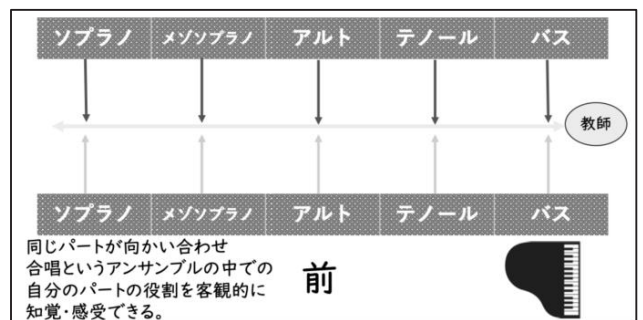 ソプラノ メゾソプラノ アルト テノール バス
教師
ソプラノ メゾソプラノ アルト テノール バス
同じパートが向かい合わせ
合唱というアンサンブルの中での
自分のパートの役割を客観的に
知覚・感受できる。
前